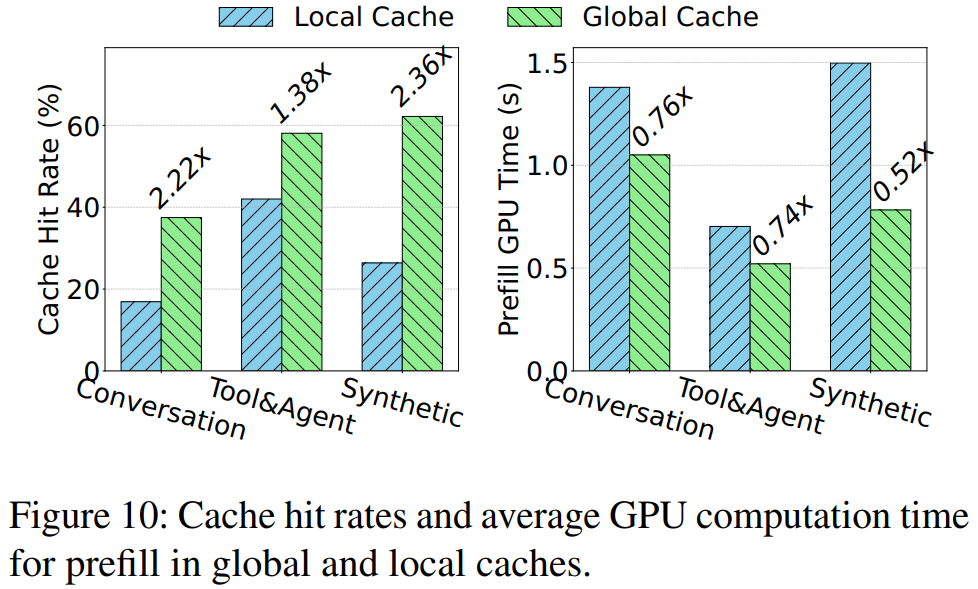 Local Cache
Global Cache
Cache Hit Rate (%)
60
40
20
0
2.22x
1.38x
2.36x
Conversation
Tool&Agent
Synthetic
Prefill GPU Time (s)
1.5
1.0
0.5
0.0
0.76x
0.74x
0.52x
Conversation
Tool&Agent
Synthetic
Figure 10: Cache hit rates and average GPU computation time
for prefill in global and local caches.